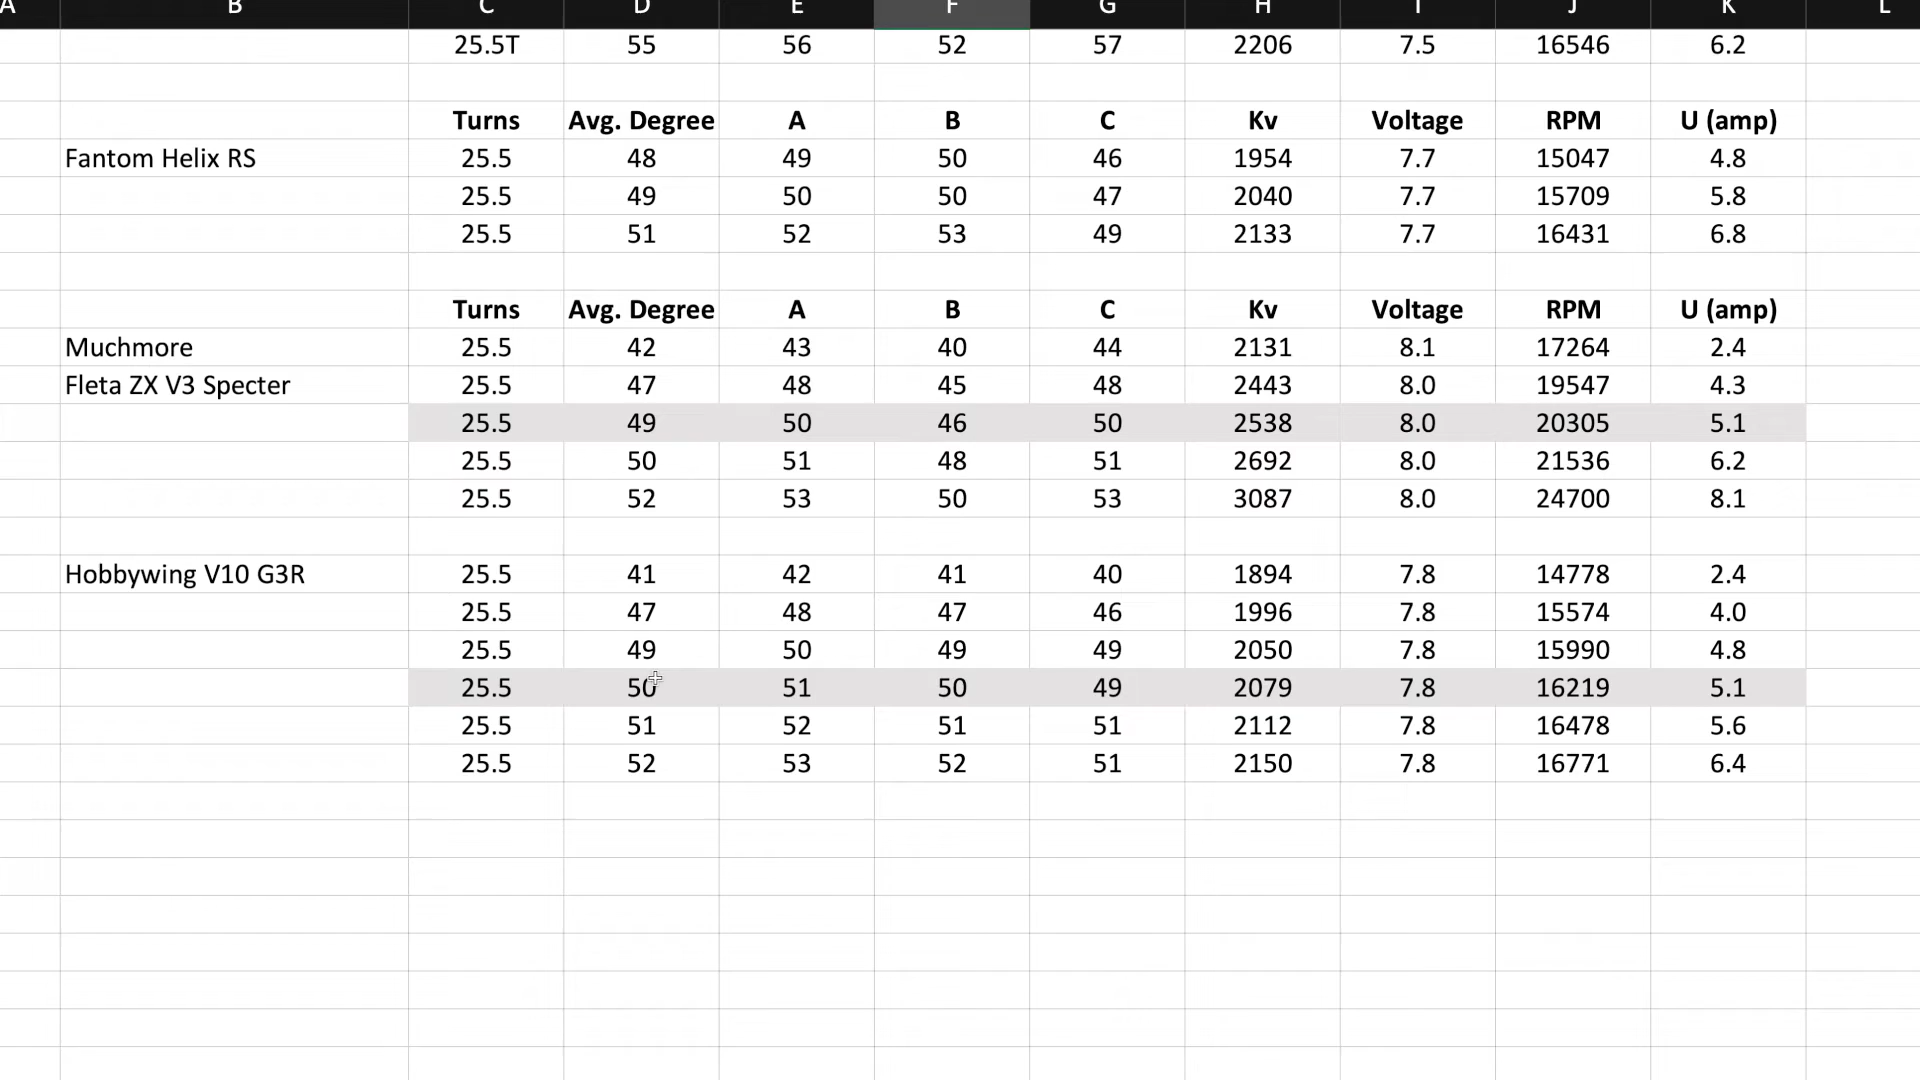 A B C D E F G H I J K L
25.5T 55 56 52 57 2206 7.5 16546 6.2
Turns Avg. Degree A B C Kv Voltage RPM U (amp)
Fantom Helix RS 25.5 48 49 50 46 1954 7.7 15047 4.8
25.5 49 50 50 47 2040 7.7 15709 5.8
25.5 51 52 53 49 2133 7.7 16431 6.8
Turns Avg. Degree A B C Kv Voltage RPM U (amp)
Muchmore 25.5 42 43 40 44 2131 8.1 17264 2.4
Fleta ZX V3 Specter 25.5 47 48 45 48 2443 8.0 19547 4.3
25.5 49 50 46 50 2538 8.0 20305 5.1
25.5 50 51 48 51 2692 8.0 21536 6.2
25.5 52 53 50 53 3087 8.0 24700 8.1
Hobbywing V10 G3R 25.5 41 42 41 40 1894 7.8 14778 2.4
25.5 47 48 47 46 1996 7.8 15574 4.0
25.5 49 50 49 49 2050 7.8 15990 4.8
25.5 50 51 50 49 2079 7.8 16219 5.1
25.5 51 52 51 51 2112 7.8 16478 5.6
25.5 52 53 52 51 2150 7.8 16771 6.4